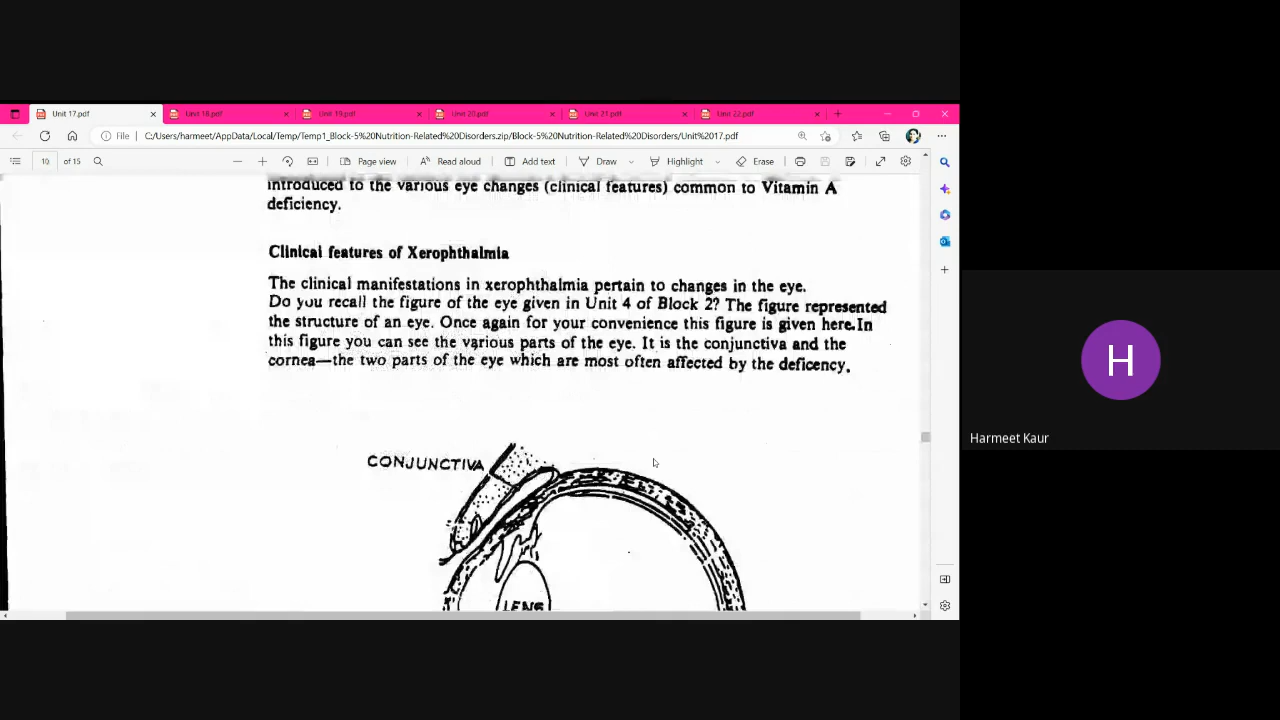 Unit 17.pdf
Unit 18.pdf
Unit 19.pdf
Unit 20.pdf
Unit 21.pdf
Unit 22.pdf
File
C:/Users/harmeet/AppData/Local/Temp/Temp1_Block-5%20Nutrition-Related%20Disorders.zip/Block-5%20Nutrition-Related%20Disorders/Unit%2017.pdf
10 of 15
Page view
Read aloud
Add text
Draw
Highlight
Erase
introduced to the various eye changes (clinical features) common to Vitamin A
deficiency.
Clinical features of Xerophthalmia
The clinical manifestations in xerophthalmia pertain to changes in the eye.
Do you recall the figure of the eye given in Unit 4 of Block 2? The figure represented
the structure of an eye. Once again for your convenience this figure is given here.In
this figure you can see the various parts of the eye. It is the conjunctiva and the
cornea—the two parts of the eye which are most often affected by the deficency.
CONJUNCTIVA
LENS
H
Harmeet Kaur